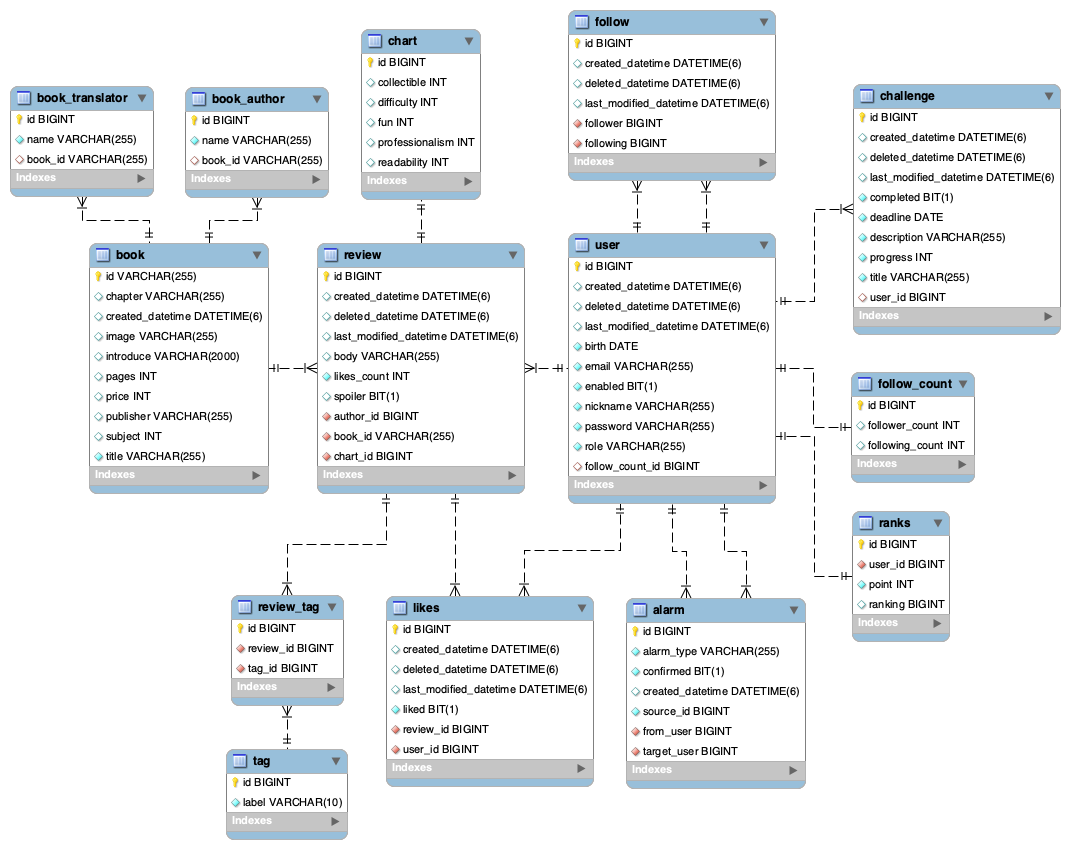 follow
id BIGINT
created_datetime DATETIME(6)
deleted_datetime DATETIME(6)
last_modified_datetime DATETIME(6)
follower BIGINT
following BIGINT
Indexes
chart
id BIGINT
collectible INT
difficulty INT
fun INT
professionalism INT
readability INT
Indexes
book_translator
id BIGINT
name VARCHAR(255)
book_id VARCHAR(255)
Indexes
book_author
id BIGINT
name VARCHAR(255)
book_id VARCHAR(255)
Indexes
challenge
id BIGINT
created_datetime DATETIME(6)
deleted_datetime DATETIME(6)
last_modified_datetime DATETIME(6)
completed BIT(1)
deadline DATE
description VARCHAR(255)
progress INT
title VARCHAR(255)
user_id BIGINT
Indexes
book
id VARCHAR(255)
chapter VARCHAR(255)
created_datetime DATETIME(6)
image VARCHAR(255)
introduce VARCHAR(2000)
pages INT
price INT
publisher VARCHAR(255)
subject INT
title VARCHAR(255)
Indexes
review
id BIGINT
created_datetime DATETIME(6)
deleted_datetime DATETIME(6)
last_modified_datetime DATETIME(6)
body VARCHAR(255)
likes_count INT
spoiler BIT(1)
author_id BIGINT
book_id VARCHAR(255)
chart_id BIGINT
Indexes
user
id BIGINT
created_datetime DATETIME(6)
deleted_datetime DATETIME(6)
last_modified_datetime DATETIME(6)
birth DATE
email VARCHAR(255)
enabled BIT(1)
nickname VARCHAR(255)
password VARCHAR(255)
role VARCHAR(255)
follow_count_id BIGINT
Indexes
follow_count
id BIGINT
follower_count INT
following_count INT
Indexes
ranks
id BIGINT
user_id BIGINT
point INT
ranking BIGINT
Indexes
review_tag
id BIGINT
review_id BIGINT
tag_id BIGINT
Indexes
likes
id BIGINT
created_datetime DATETIME(6)
deleted_datetime DATETIME(6)
last_modified_datetime DATETIME(6)
liked BIT(1)
review_id BIGINT
user_id BIGINT
Indexes
alarm
id BIGINT
alarm_type VARCHAR(255)
confirmed BIT(1)
created_datetime DATETIME(6)
source_id BIGINT
from_user BIGINT
target_user BIGINT
Indexes
tag
id BIGINT
label VARCHAR(10)
Indexes